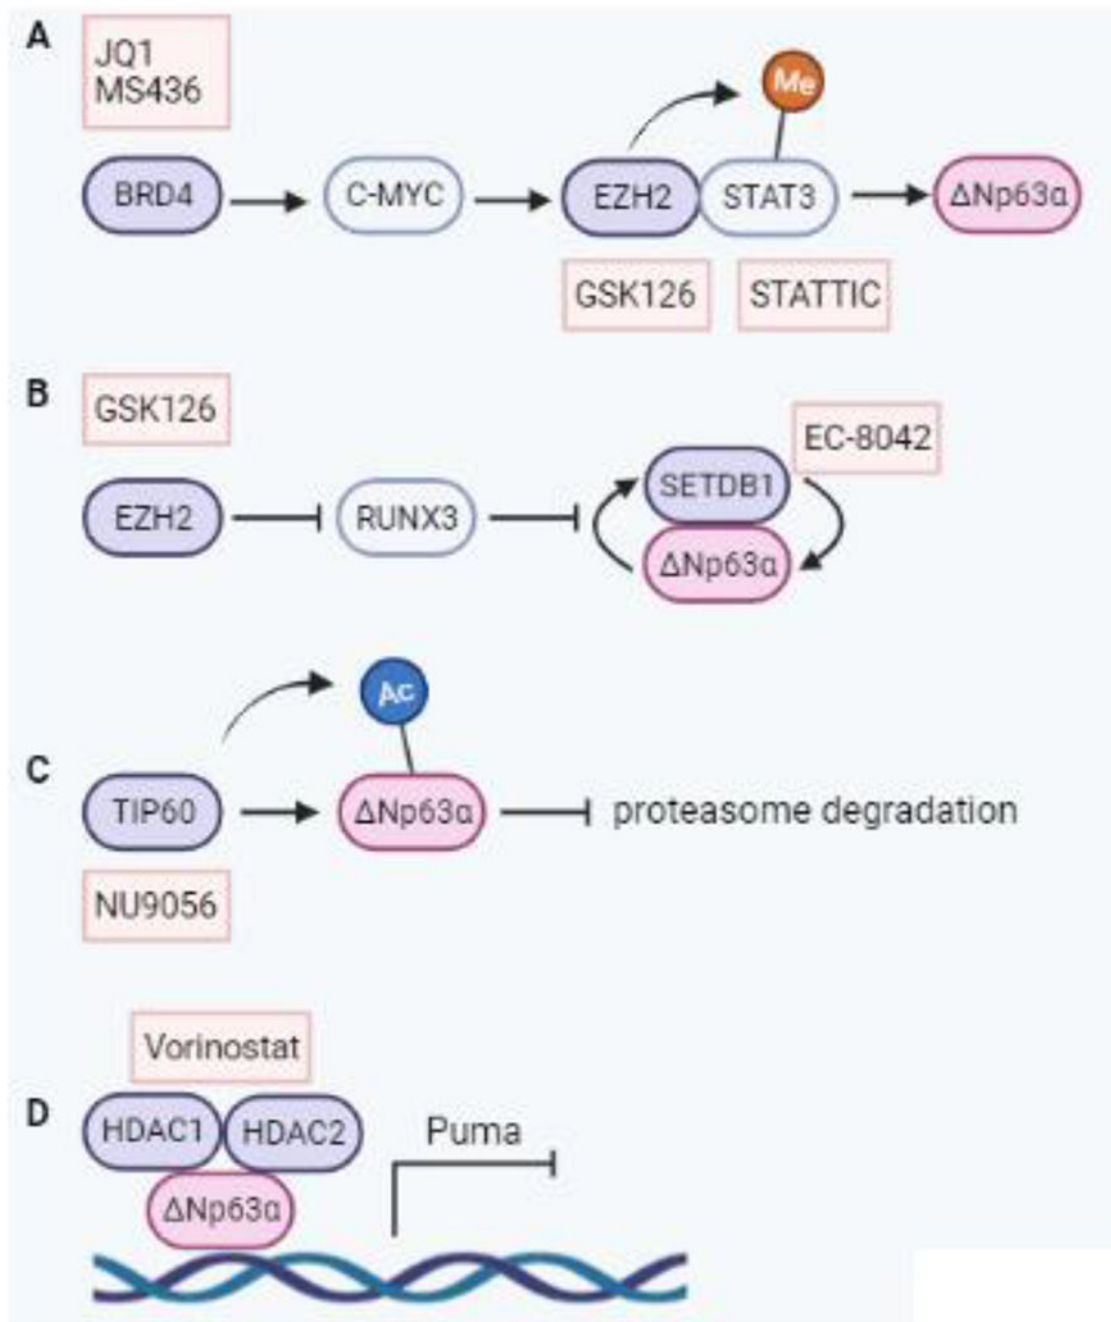 A
JQ1
MS436
Me
BRD4
C-MYC
EZH2
STAT3
ΔNp63α
GSK126
STATTIC
B
GSK126
EC-8042
EZH2
RUNX3
SETDB1
ΔNp63α
Ac
C
TIP60
ΔNp63α
proteasome degradation
NU9056
Vorinostat
D
HDAC1
HDAC2
Puma
ΔNp63α